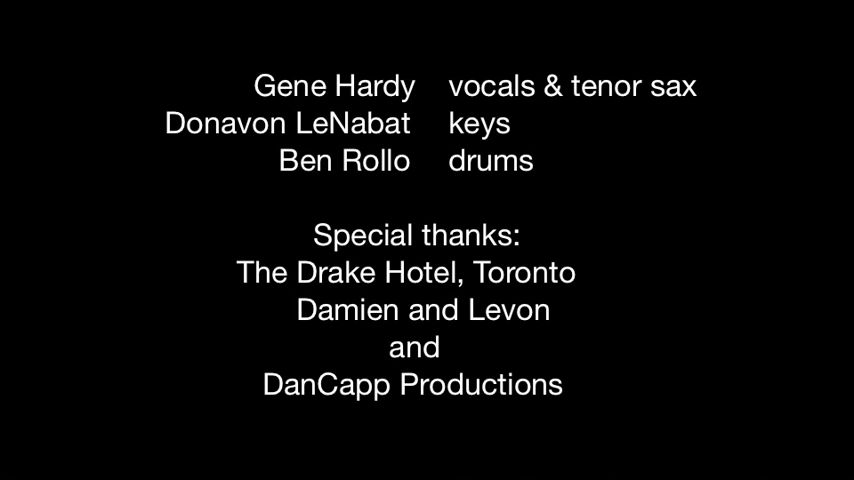 Gene Hardy vocals & tenor sax
Donavon LeNabat keys
Ben Rollo drums
Special thanks:
The Drake Hotel, Toronto
Damien and Levon
and
DanCapp Productions